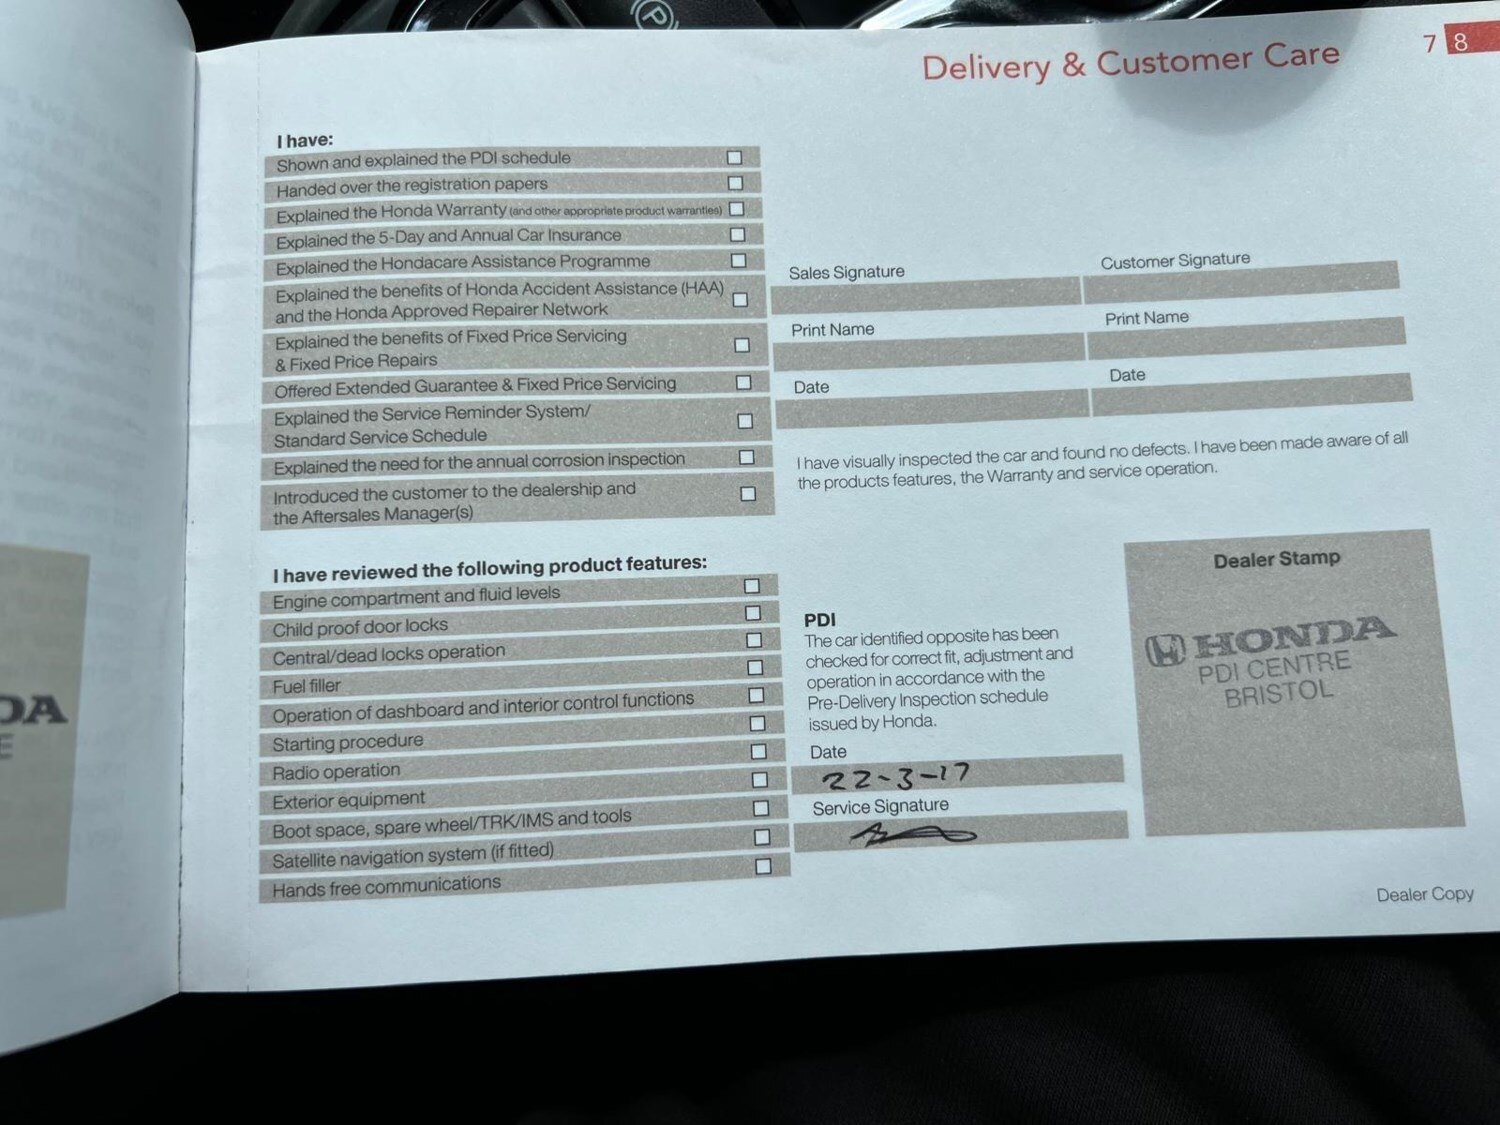 Delivery & Customer Care
7 8
I have:
Shown and explained the PDI schedule
Handed over the registration papers
Explained the Honda Warranty (and other appropriate product warranties)
Explained the 5-Day and Annual Car Insurance
Explained the Hondacare Assistance Programme
Explained the benefits of Honda Accident Assistance (HAA)
and the Honda Approved Repairer Network
Explained the benefits of Fixed Price Servicing
& Fixed Price Repairs
Offered Extended Guarantee & Fixed Price Servicing
Explained the Service Reminder System/
Standard Service Schedule
Explained the need for the annual corrosion inspection
Introduced the customer to the dealership and
the Aftersales Manager(s)
Sales Signature
Customer Signature
Print Name
Print Name
Date
Date
I have visually inspected the car and found no defects. I have been made aware of all
the products features, the Warranty and service operation.
I have reviewed the following product features:
Engine compartment and fluid levels
Child proof door locks
Central/dead locks operation
Fuel filler
Operation of dashboard and interior control functions
Starting procedure
Radio operation
Exterior equipment
Boot space, spare wheel/TRK/IMS and tools
Satellite navigation system (if fitted)
Hands free communications
PDI
The car identified opposite has been
checked for correct fit, adjustment and
operation in accordance with the
Pre-Delivery Inspection schedule
issued by Honda.
Date
22-3-17
Service Signature
Dealer Stamp
HONDA
PDI CENTRE
BRISTOL
Dealer Copy
DA
E
P